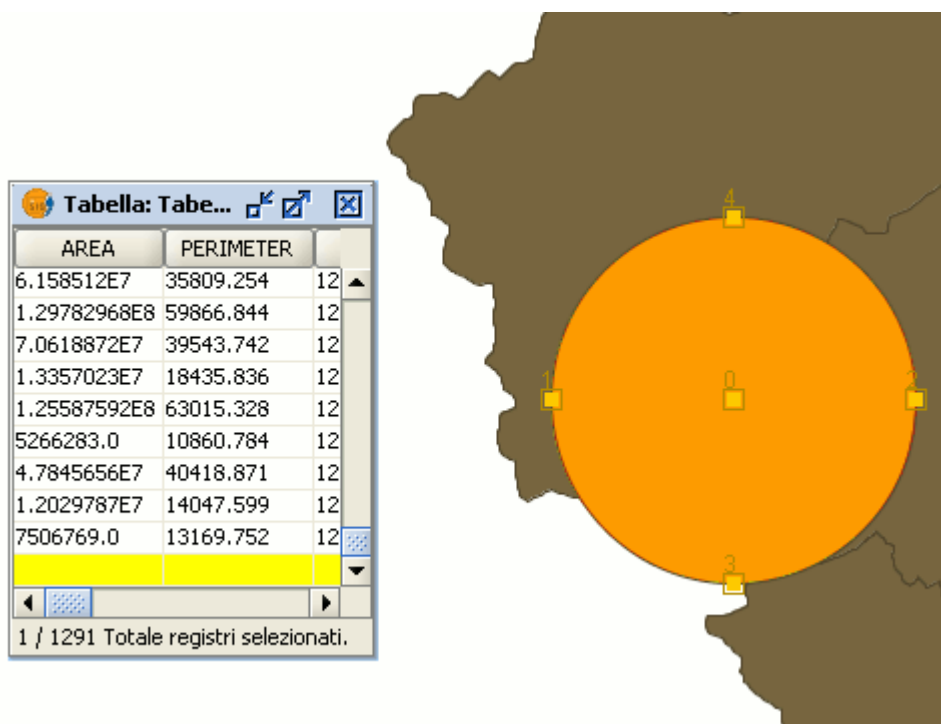 Tabella: Tabe...
AREA PERIMETER
6.158512E7 35809.254 12
1.29782968E8 59866.844 12
7.0618872E7 39543.742 12
1.3357023E7 18435.836 12
1.25587592E8 63015.328 12
5266283.0 10860.784 12
4.7845656E7 40418.871 12
1.2029787E7 14047.599 12
7506769.0 13169.752 12
1 / 1291 Totale registri selezionati.
4
1 0 2
3